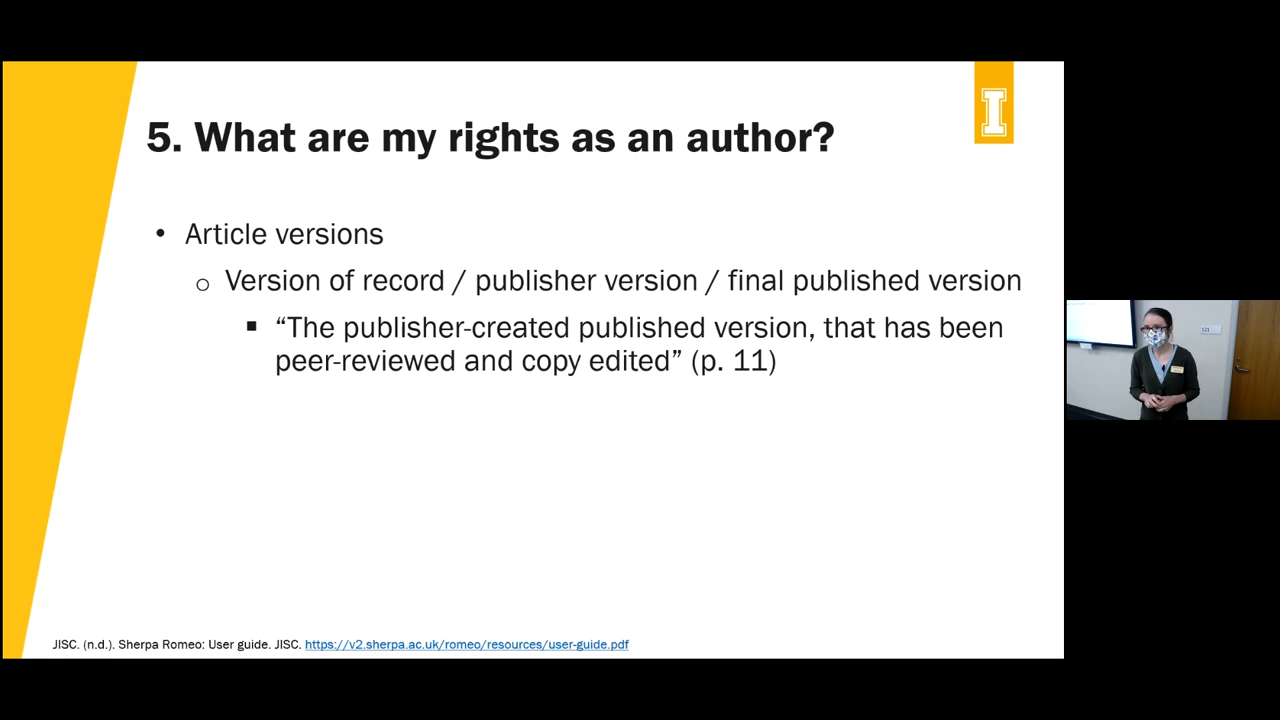 I
5. What are my rights as an author?
• Article versions
o Version of record / publisher version / final published version
▪ “The publisher-created published version, that has been
peer-reviewed and copy edited” (p. 11)
JISC. (n.d.). Sherpa Romeo: User guide. JISC. https://v2.sherpa.ac.uk/romeo/resources/user-guide.pdf